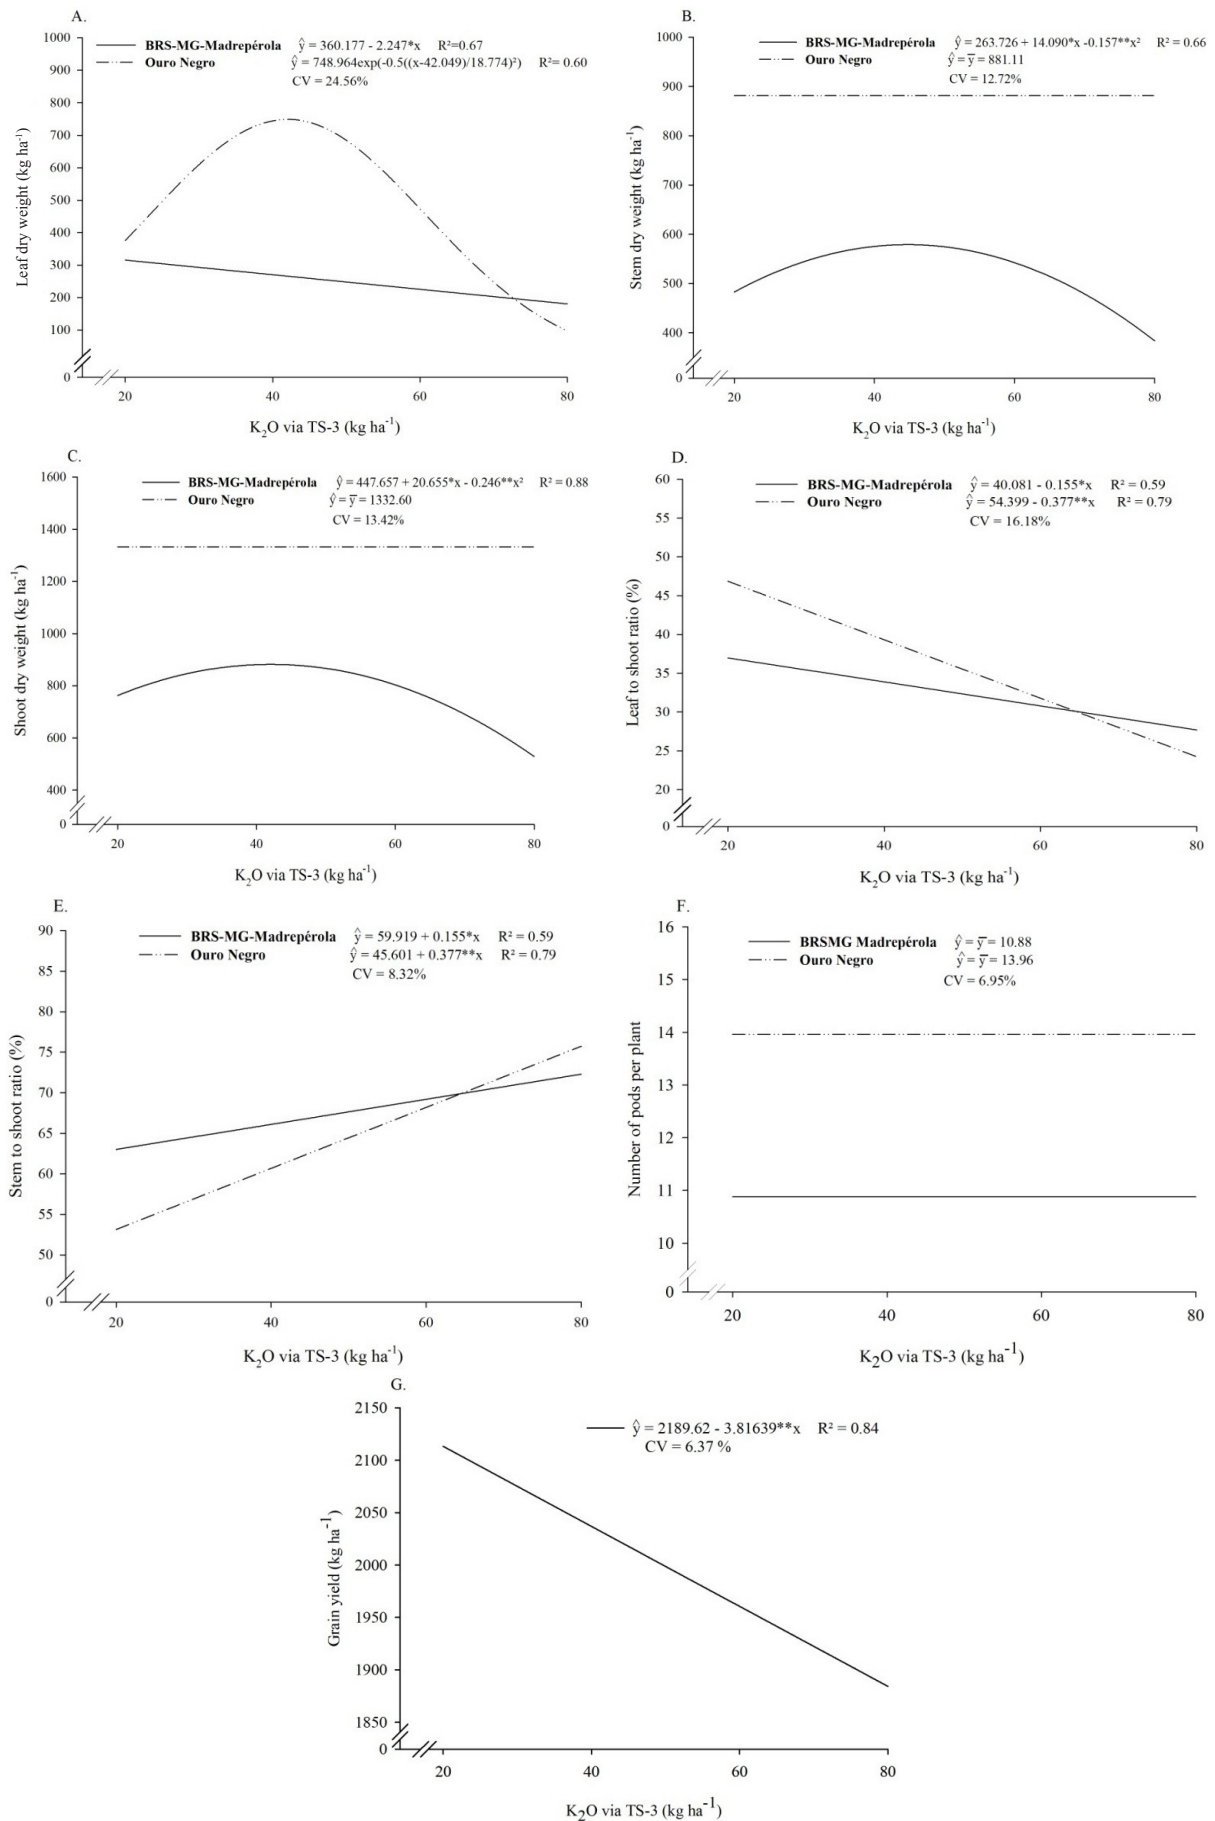 A.
BRS-MG-Madrepérola ŷ = 360.177 - 2.247*x R²=0.67
Ouro Negro ŷ = 748.964exp(-0.5((x-42.049)/18.774)²) R²= 0.60
CV = 24.56%
1000
900
800
700
600
500
400
300
200
100
0
Leaf dry weight (kg ha⁻¹)
20 40 60 80
K₂O via TS-3 (kg ha⁻¹)
B.
BRS-MG-Madrepérola ŷ = 263.726 + 14.090*x -0.157**x² R² = 0.66
Ouro Negro ŷ = y̅ = 881.11
CV = 12.72%
1000
900
800
700
600
500
400
0
Stem dry weight (kg ha⁻¹)
20 40 60 80
K₂O via TS-3 (kg ha⁻¹)
C.
BRS-MG-Madrepérola ŷ = 447.657 + 20.655*x - 0.246**x² R² = 0.88
Ouro Negro ŷ = y̅ = 1332.60
CV = 13.42%
1600
1400
1200
1000
800
600
400
0
Shoot dry weight (kg ha⁻¹)
20 40 60 80
K₂O via TS-3 (kg ha⁻¹)
D.
BRS-MG-Madrepérola ŷ = 40.081 - 0.155*x R² = 0.59
Ouro Negro ŷ = 54.399 - 0.377**x R² = 0.79
CV = 16.18%
60
55
50
45
40
35
30
25
20
0
Leaf to shoot ratio (%)
20 40 60 80
K₂O via TS-3 (kg ha⁻¹)
E.
BRS-MG-Madrepérola ŷ = 59.919 + 0.155*x R² = 0.59
Ouro Negro ŷ = 45.601 + 0.377**x R² = 0.79
CV = 8.32%
90
85
80
75
70
65
60
55
50
0
Stem to shoot ratio (%)
20 40 60 80
K₂O via TS-3 (kg ha⁻¹)
F.
BRSMG Madrepérola ŷ = y̅ = 10.88
Ouro Negro ŷ = y̅ = 13.96
CV = 6.95%
16
15
14
13
12
11
10
0
Number of pods per plant
20 40 60 80
K₂O via TS-3 (kg ha⁻¹)
G.
ŷ = 2189.62 - 3.81639**x R² = 0.84
CV = 6.37 %
2150
2100
2050
2000
1950
1900
1850
0
Grain yield (kg ha⁻¹)
20 40 60 80
K₂O via TS-3 (kg ha⁻¹)